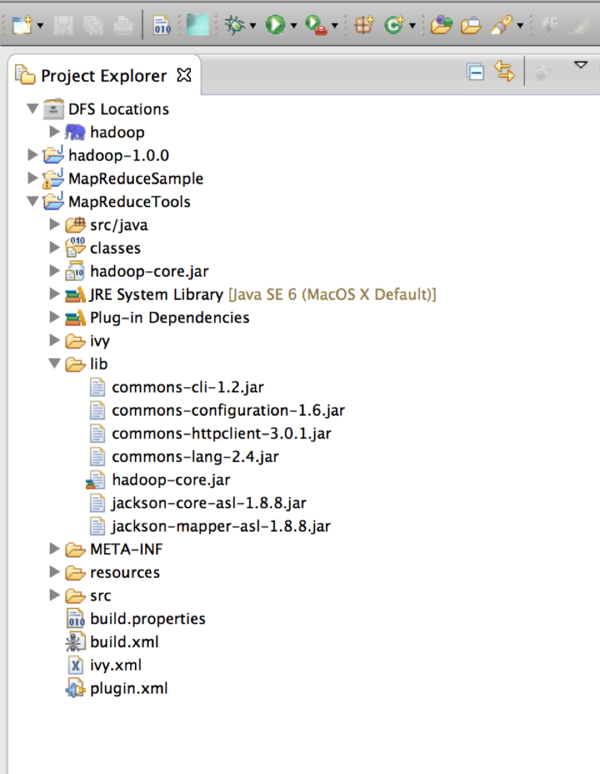 Project Explorer
DFS Locations
hadoop
hadoop-1.0.0
MapReduceSample
MapReduceTools
src/java
classes
hadoop-core.jar
JRE System Library [Java SE 6 (MacOS X Default)]
Plug-in Dependencies
ivy
lib
commons-cli-1.2.jar
commons-configuration-1.6.jar
commons-httpclient-3.0.1.jar
commons-lang-2.4.jar
hadoop-core.jar
jackson-core-asl-1.8.8.jar
jackson-mapper-asl-1.8.8.jar
META-INF
resources
src
build.properties
build.xml
ivy.xml
plugin.xml